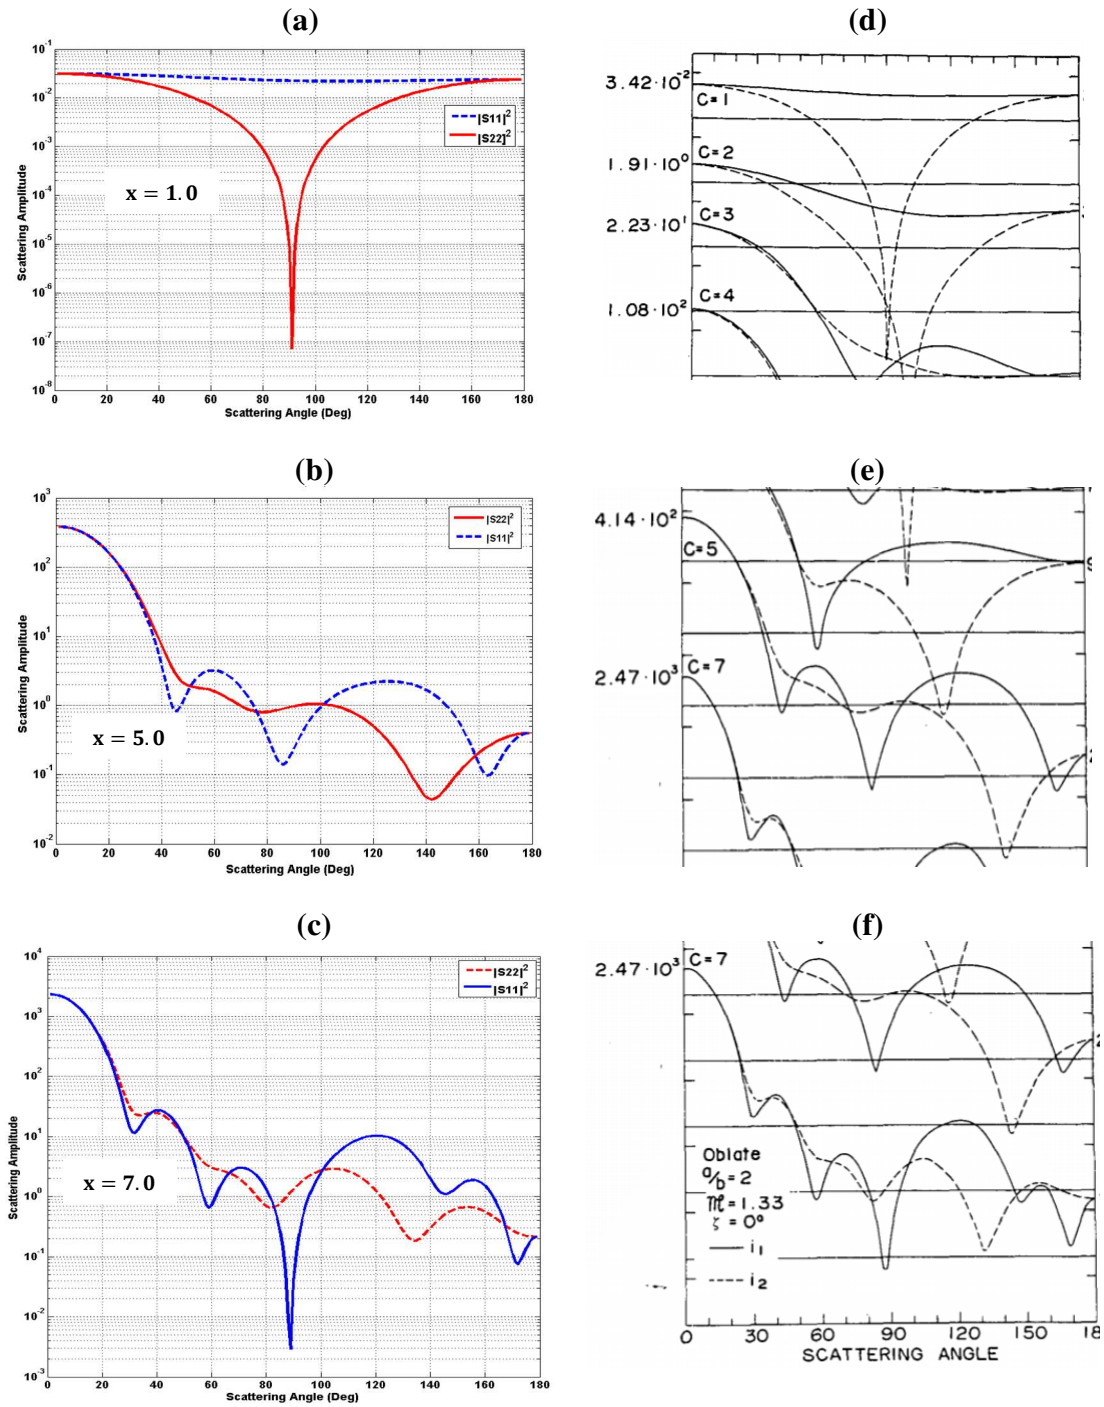 (a)
10^-1
10^-2
10^-3
10^-4
10^-5
10^-6
10^-7
10^-8
Scattering Amplitude
|S11|^2
|S22|^2
x = 1.0
0 20 40 60 80 100 120 140 160 180
Scattering Angle (Deg)
(d)
3.42·10^-2
C=1
1.91·10^0
C=2
2.23·10^1
C=3
1.08·10^2
C=4
(b)
10^3
10^2
10^1
10^0
10^-1
10^-2
Scattering Amplitude
|S22|^2
|S11|^2
x = 5.0
0 20 40 60 80 100 120 140 160 180
Scattering Angle (Deg)
(e)
4.14·10^2
C=5
2.47·10^3
C=7
(c)
10^4
10^3
10^2
10^1
10^0
10^-1
10^-2
10^-3
Scattering Amplitude
|S22|^2
|S11|^2
x = 7.0
0 20 40 60 80 100 120 140 160 180
Scattering Angle (Deg)
(f)
2.47·10^3
C=7
Oblate
a/b=2
m=1.33
ζ=0°
i1
i2
0 30 60 90 120 150 18
SCATTERING ANGLE